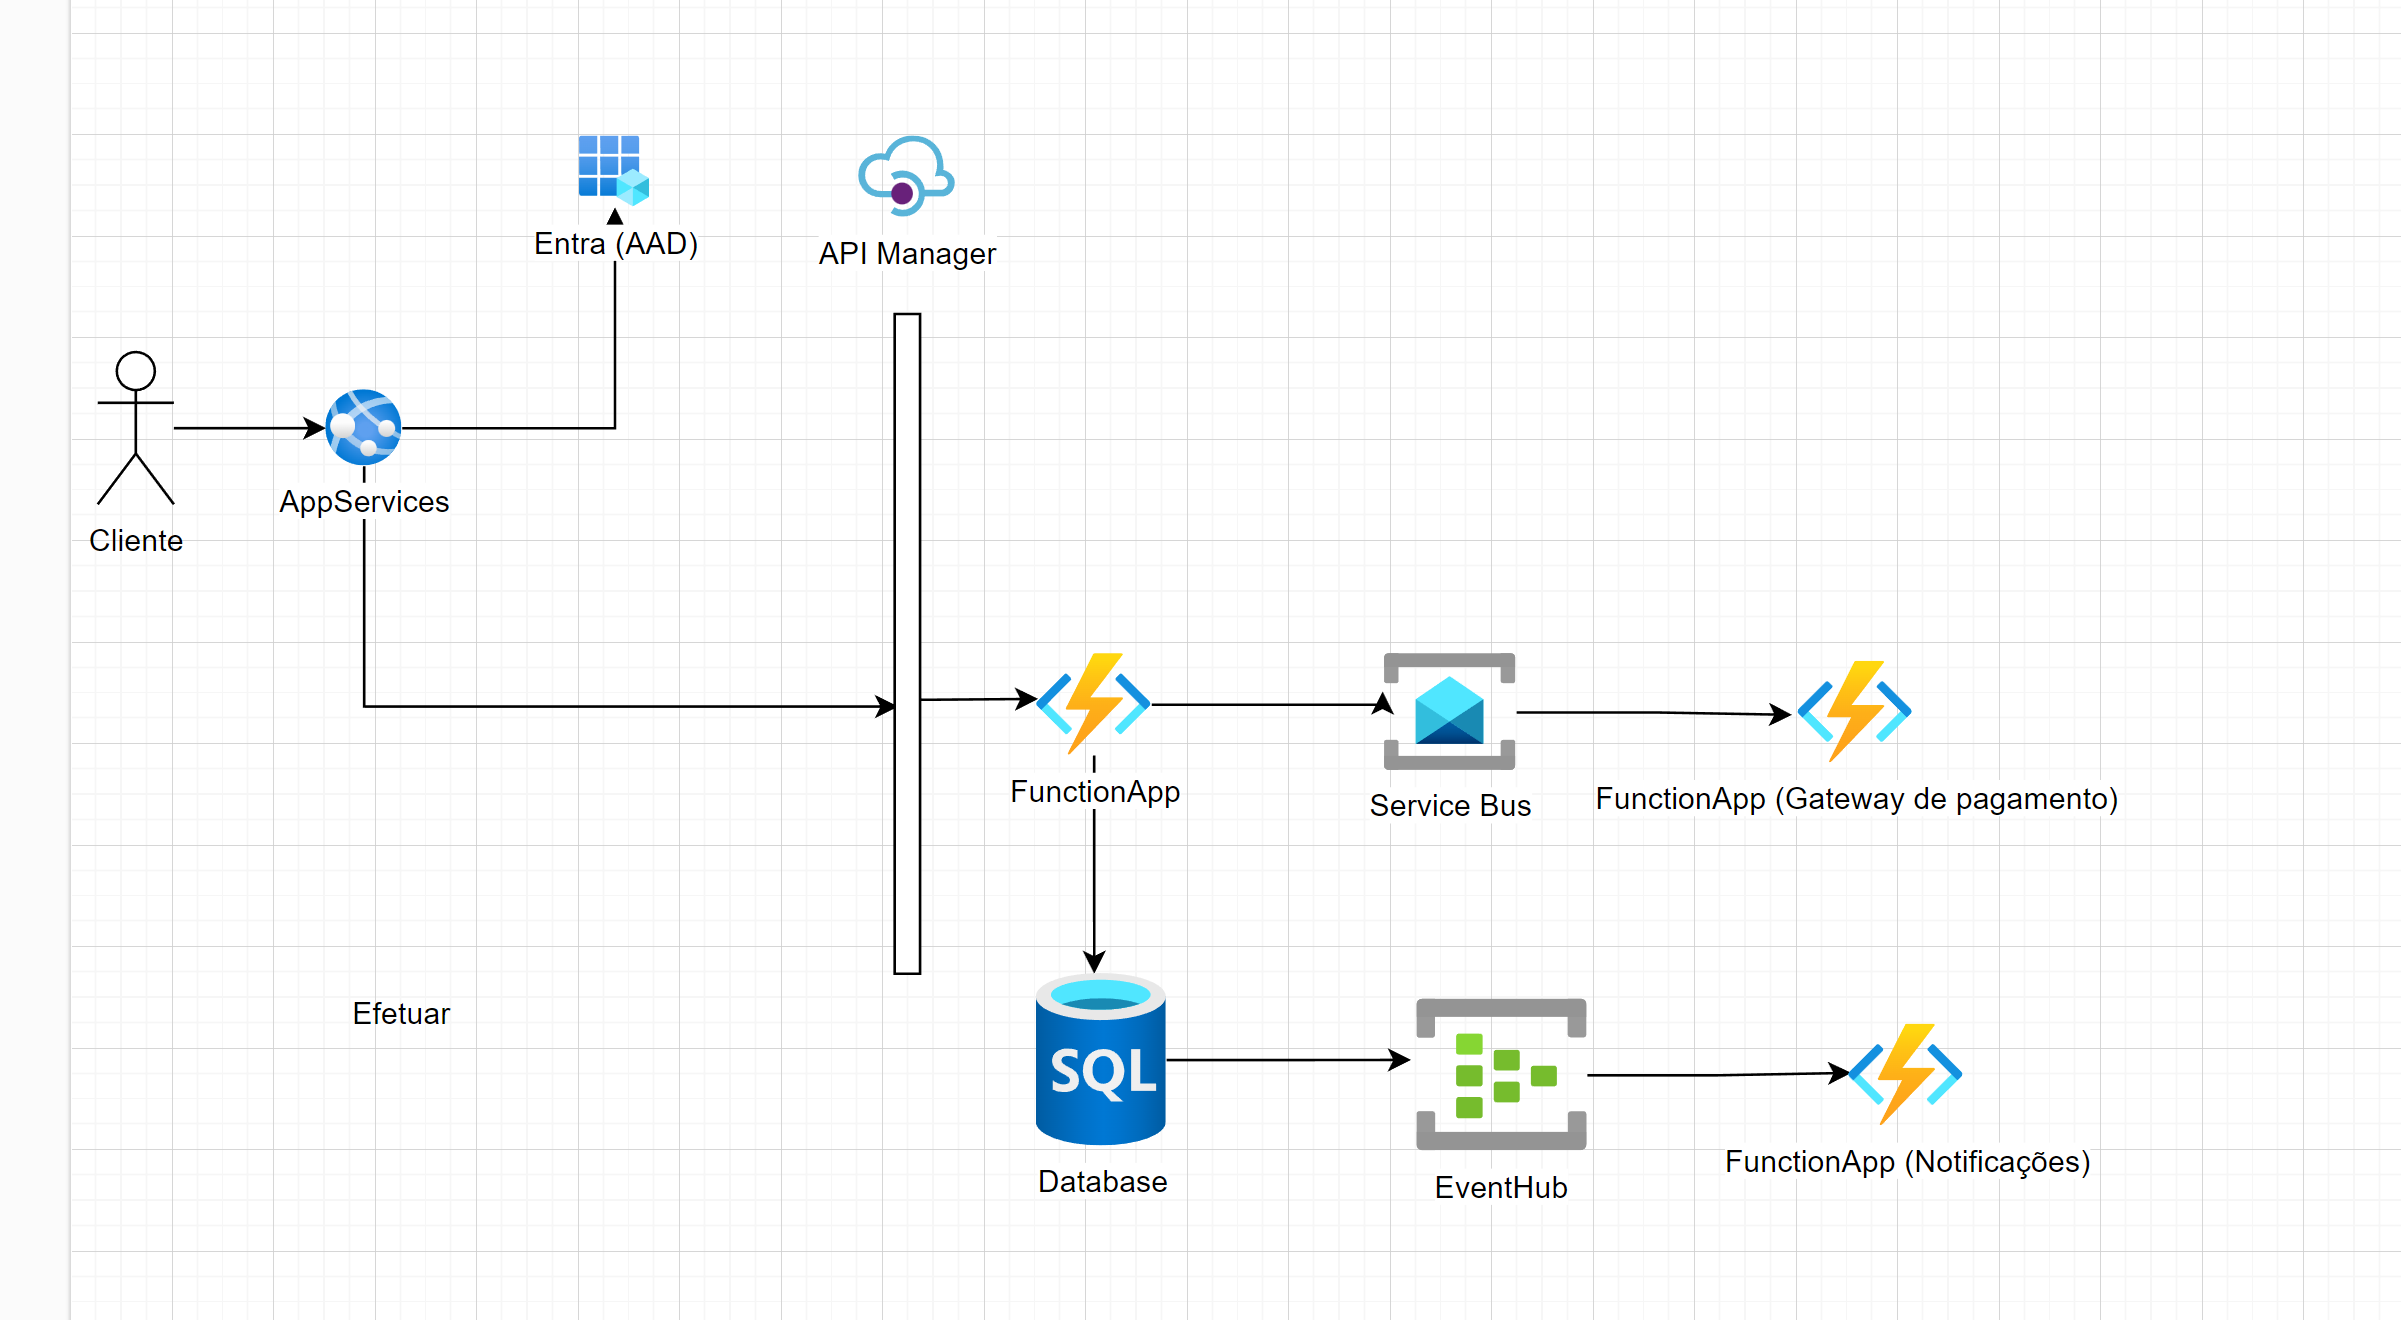 Entra (AAD)
API Manager
AppServices
Cliente
FunctionApp
Service Bus
FunctionApp (Gateway de pagamento)
Efetuar
SQL
Database
EventHub
FunctionApp (Notificações)